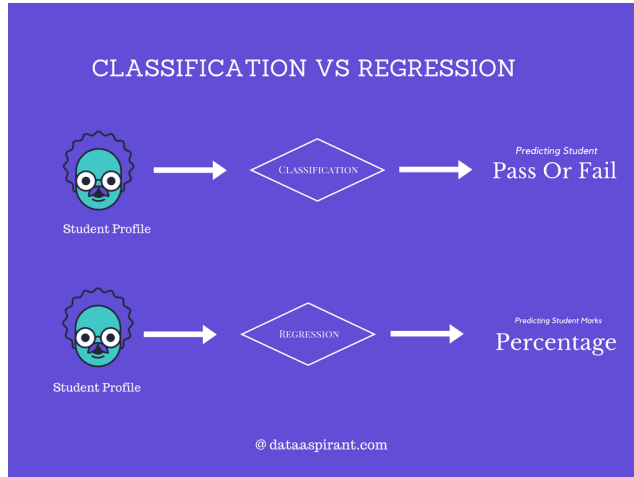 CLASSIFICATION VS REGRESSION
Predicting Student
CLASSIFICATION
Pass Or Fail
Student Profile
Predicting Student Marks
REGRESSION
Percentage
Student Profile
@ dataaspirant.com